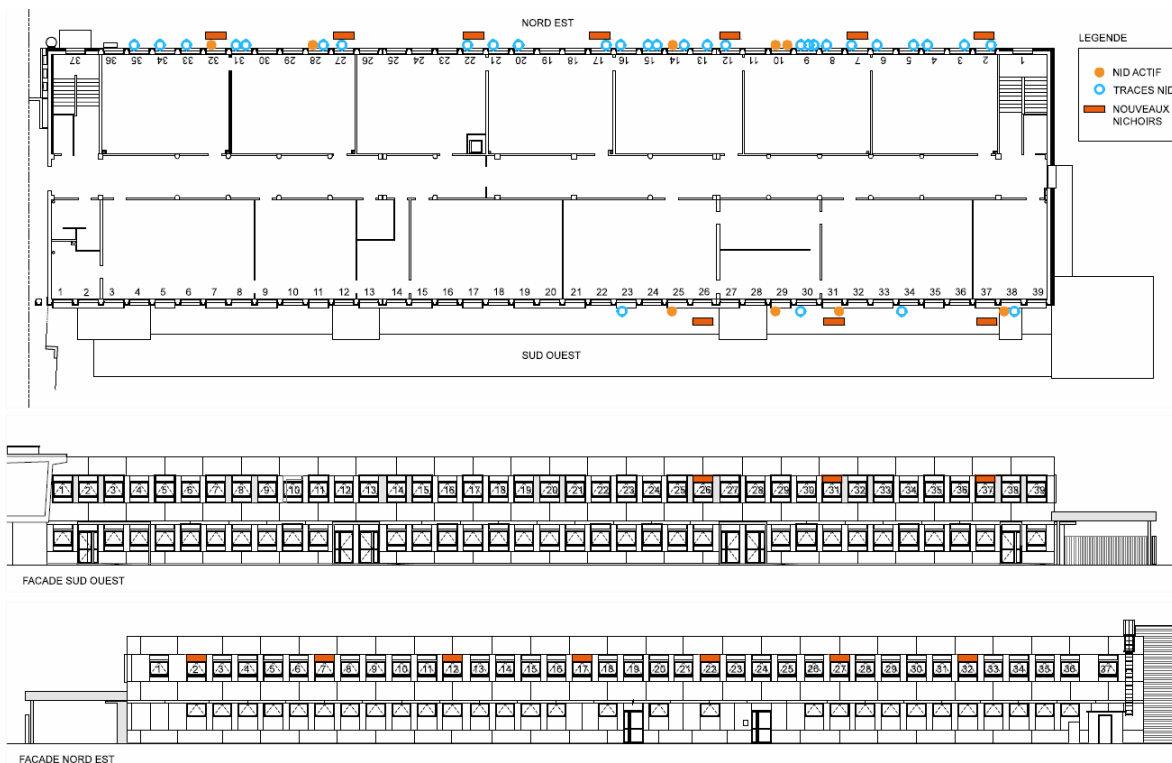 NORD EST
LEGENDE
NID ACTIF
TRACES NID
NOUVEAUX
NICHOIRS
37 36 35 34 33 32 31 30 29 28 27 26 25 24 23 22 21 20 19 18 17 16 15 14 13 12 11 10 9 8 7 6 5 4 3 2 1
1 2 3 4 5 6 7 8 9 10 11 12 13 14 15 16 17 18 19 20 21 22 23 24 25 26 27 28 29 30 31 32 33 34 35 36 37 38 39
SUD OUEST
1 2 3 4 5 6 7 8 9 10 11 12 13 14 15 16 17 18 19 20 21 22 23 24 25 26 27 28 29 30 31 32 33 34 35 36 37 38 39
FACADE SUD OUEST
1 2 3 4 5 6 7 8 9 10 11 12 13 14 15 16 17 18 19 20 21 22 23 24 25 26 27 28 29 30 31 32 33 34 35 36 37
FACADE NORD EST